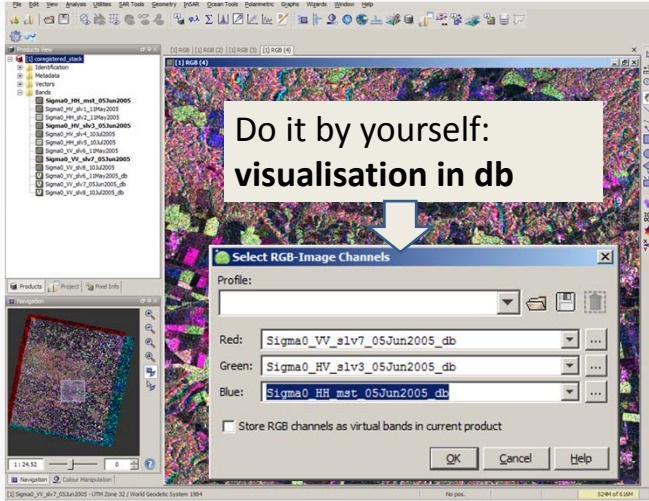 File Edit View Analysis Utilities SAR Tools Geometry InSAR Ocean Tools Polarimetric Graphs Wizards Window Help
Products View
[1] RGB [1] RGB (2) [1] RGB (3) [1] RGB (4)
[1] RGB (4)
[1] coregistered_stack
Identification
Metadata
Vectors
Bands
Sigma0_HH_mst_05Jun2005
Sigma0_HV_slv1_11May2005
Sigma0_HH_slv2_11May2005
Sigma0_HV_slv3_05Jun2005
Sigma0_HV_slv4_10Jul2005
Sigma0_HH_slv5_10Jul2005
Sigma0_VV_slv6_11May2005
Sigma0_VV_slv7_05Jun2005
Sigma0_VV_slv8_10Jul2005
Sigma0_VV_slv6_11May2005_db
Sigma0_VV_slv7_05Jun2005_db
Sigma0_VV_slv8_10Jul2005_db
Do it by yourself:
visualisation in db
Select RGB-Image Channels
Profile:
Red: Sigma0_VV_slv7_05Jun2005_db ...
Green: Sigma0_HV_slv3_05Jun2005_db ...
Blue: Sigma0_HH_mst_05Jun2005_db ...
Store RGB channels as virtual bands in current product
OK Cancel Help
Products Project Pixel Info
Navigation
1 : 24.52 0
Navigation Colour Manipulation
[1] Sigma0_VV_slv7_05Jun2005 - UTM Zone 32 / World Geodetic System 1984 No pos. 524M of 616M